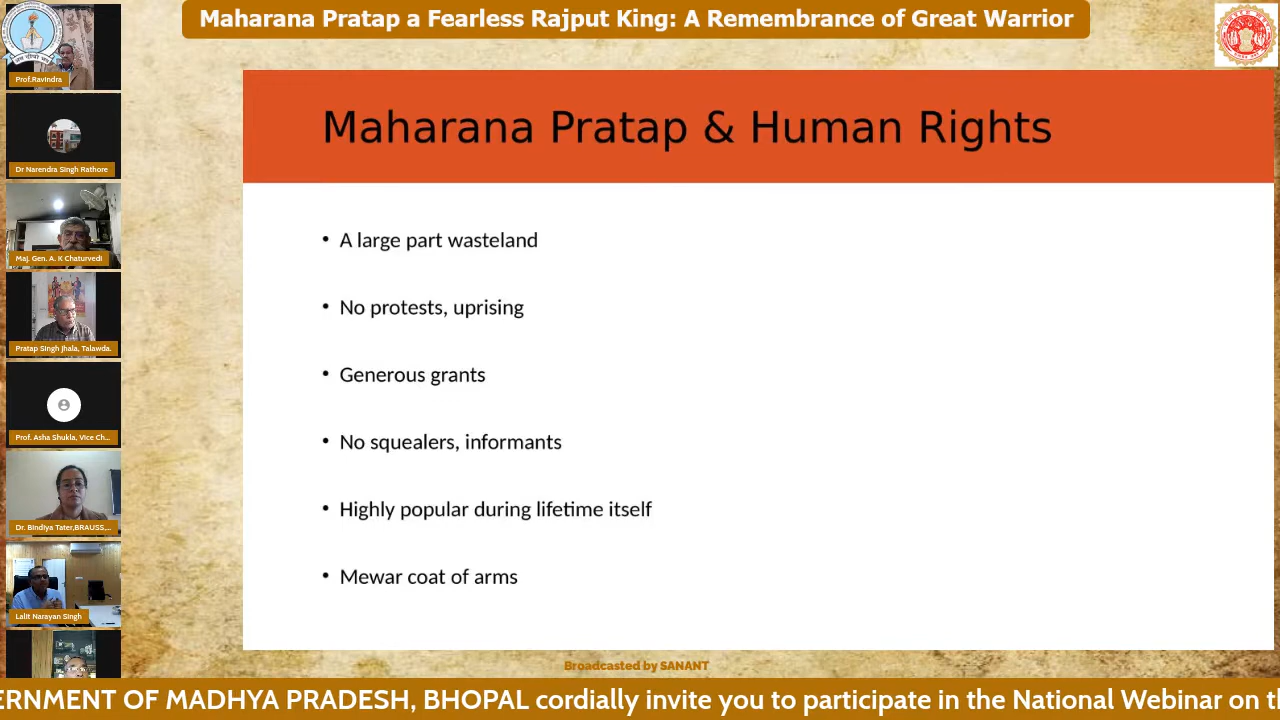 Maharana Pratap a Fearless Rajput King: A Remembrance of Great Warrior
Prof.Ravindra
Dr Narendra Singh Rathore
Maj. Gen. A. K Chaturvedi
Pratap Singh Jhala, Talawda.
Prof. Asha Shukla, Vice Ch...
Dr. Bindiya Tater,BRAUSS,...
Lalit Narayan Singh
Maharana Pratap & Human Rights
• A large part wasteland
• No protests, uprising
• Generous grants
• No squealers, informants
• Highly popular during lifetime itself
• Mewar coat of arms
Broadcasted by SANANT
ERNMENT OF MADHYA PRADESH, BHOPAL cordially invite you to participate in the National Webinar on th